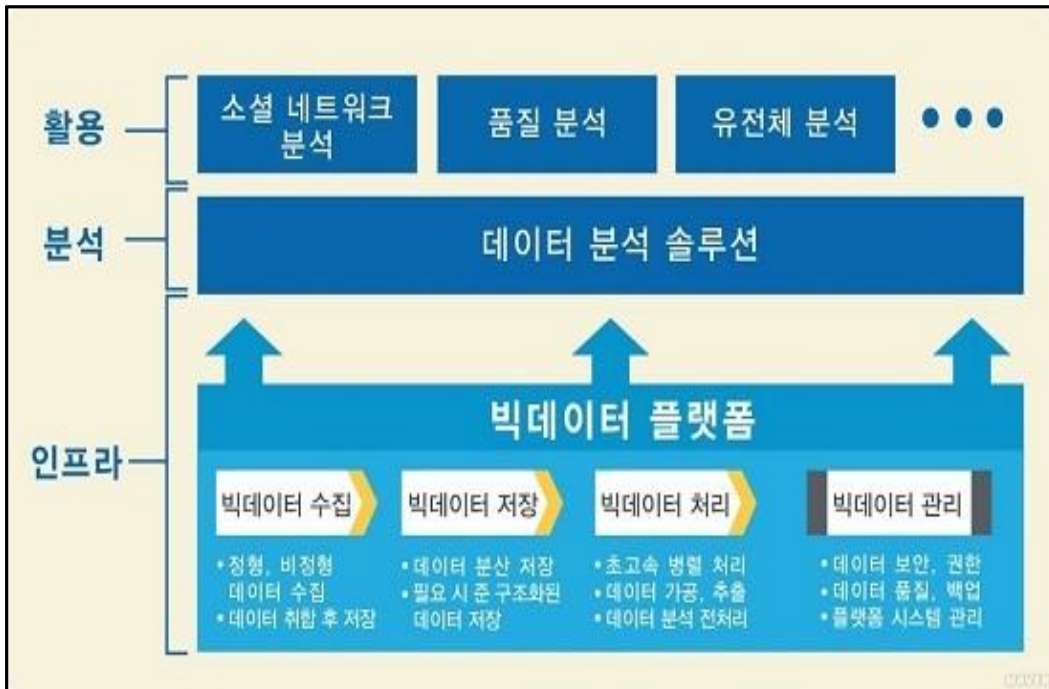 활용
소셜 네트워크
분석
품질 분석
유전체 분석
분석
데이터 분석 솔루션
인프라
빅데이터 플랫폼
빅데이터 수집
• 정형, 비정형
데이터 수집
• 데이터 취합 후 저장
빅데이터 저장
• 데이터 분산 저장
• 필요 시 준 구조화된
데이터 저장
빅데이터 처리
• 초고속 병렬 처리
• 데이터 가공, 추출
• 데이터 분석 전처리
빅데이터 관리
• 데이터 보안, 권한
• 데이터 품질, 백업
• 플랫폼 시스템 관리